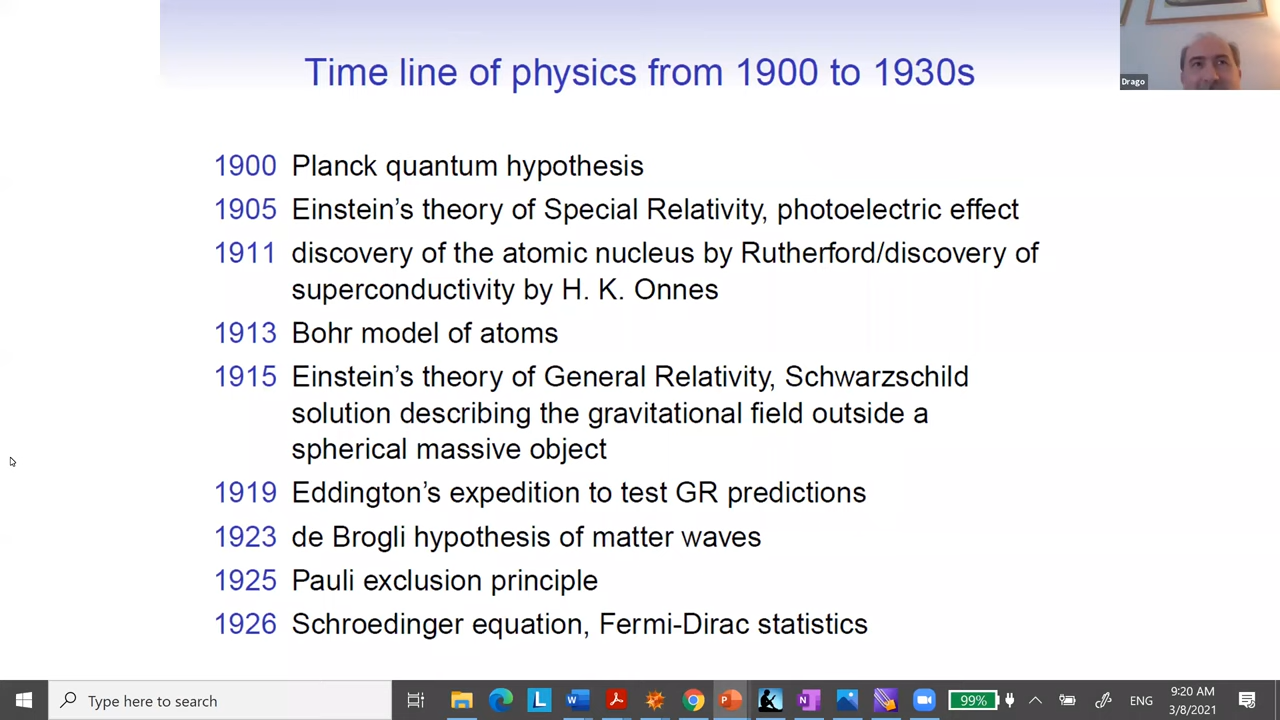 Time line of physics from 1900 to 1930s
Drago
1900 Planck quantum hypothesis
1905 Einstein’s theory of Special Relativity, photoelectric effect
1911 discovery of the atomic nucleus by Rutherford/discovery of
superconductivity by H. K. Onnes
1913 Bohr model of atoms
1915 Einstein’s theory of General Relativity, Schwarzschild
solution describing the gravitational field outside a
spherical massive object
1919 Eddington’s expedition to test GR predictions
1923 de Brogli hypothesis of matter waves
1925 Pauli exclusion principle
1926 Schroedinger equation, Fermi-Dirac statistics
Type here to search
99%
ENG
9:20 AM
3/8/2021